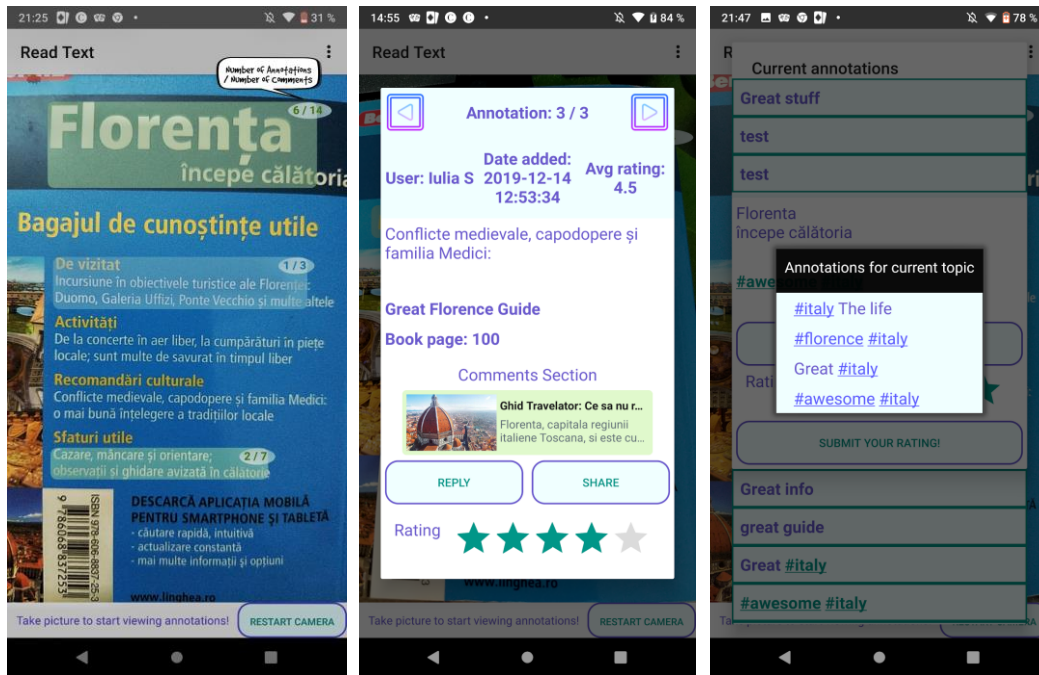 21:25
31 %
Read Text
Number of Annotations
/ Number of Comments
6 / 14
Florența
începe călătoria
Bagajul de cunoștințe utile
De vizitat
1 / 3
Incursiune în obiectivele turistice ale Florenței:
Duomo, Galeria Uffizi, Ponte Vecchio și multe altele
Activități
De la concerte în aer liber, la cumpărături în piețe
locale; sunt multe de savurat în timpul liber
Recomandări culturale
Conflicte medievale, capodopere și familia Medici:
o mai bună înțelegere a tradițiilor locale
Sfaturi utile
Cazare, mâncare și orientare;
2 / 7
observații și ghidare avizată în călătorie
DESCARCĂ APLICAȚIA MOBILĂ
PENTRU SMARTPHONE ȘI TABLETĂ
- căutare rapidă, intuitivă
- actualizare constantă
- mai multe informații și opțiuni
ISBN 978-606-8837-25-3
9 786068 837253
www.linghea.ro
Take picture to start viewing annotations!
RESTART CAMERA
14:55
84 %
Read Text
Annotation: 3 / 3
User: Iulia S
Date added:
2019-12-14
12:53:34
Avg rating:
4.5
Conflicte medievale, capodopere și
familia Medici:
Great Florence Guide
Book page: 100
Comments Section
Ghid Travelator: Ce sa nu r...
Florenta, capitala regiunii
italiene Toscana, si este cu...
REPLY
SHARE
Rating
www.linghea.ro
Take picture to start viewing annotations!
RESTART CAMERA
21:47
78 %
Current annotations
Great stuff
test
test
Florenta
începe călătoria
Annotations for current topic
#italy The life
#florence #italy
Great #italy
#awesome #italy
SUBMIT YOUR RATING!
Great info
great guide
Great #italy
#awesome #italy